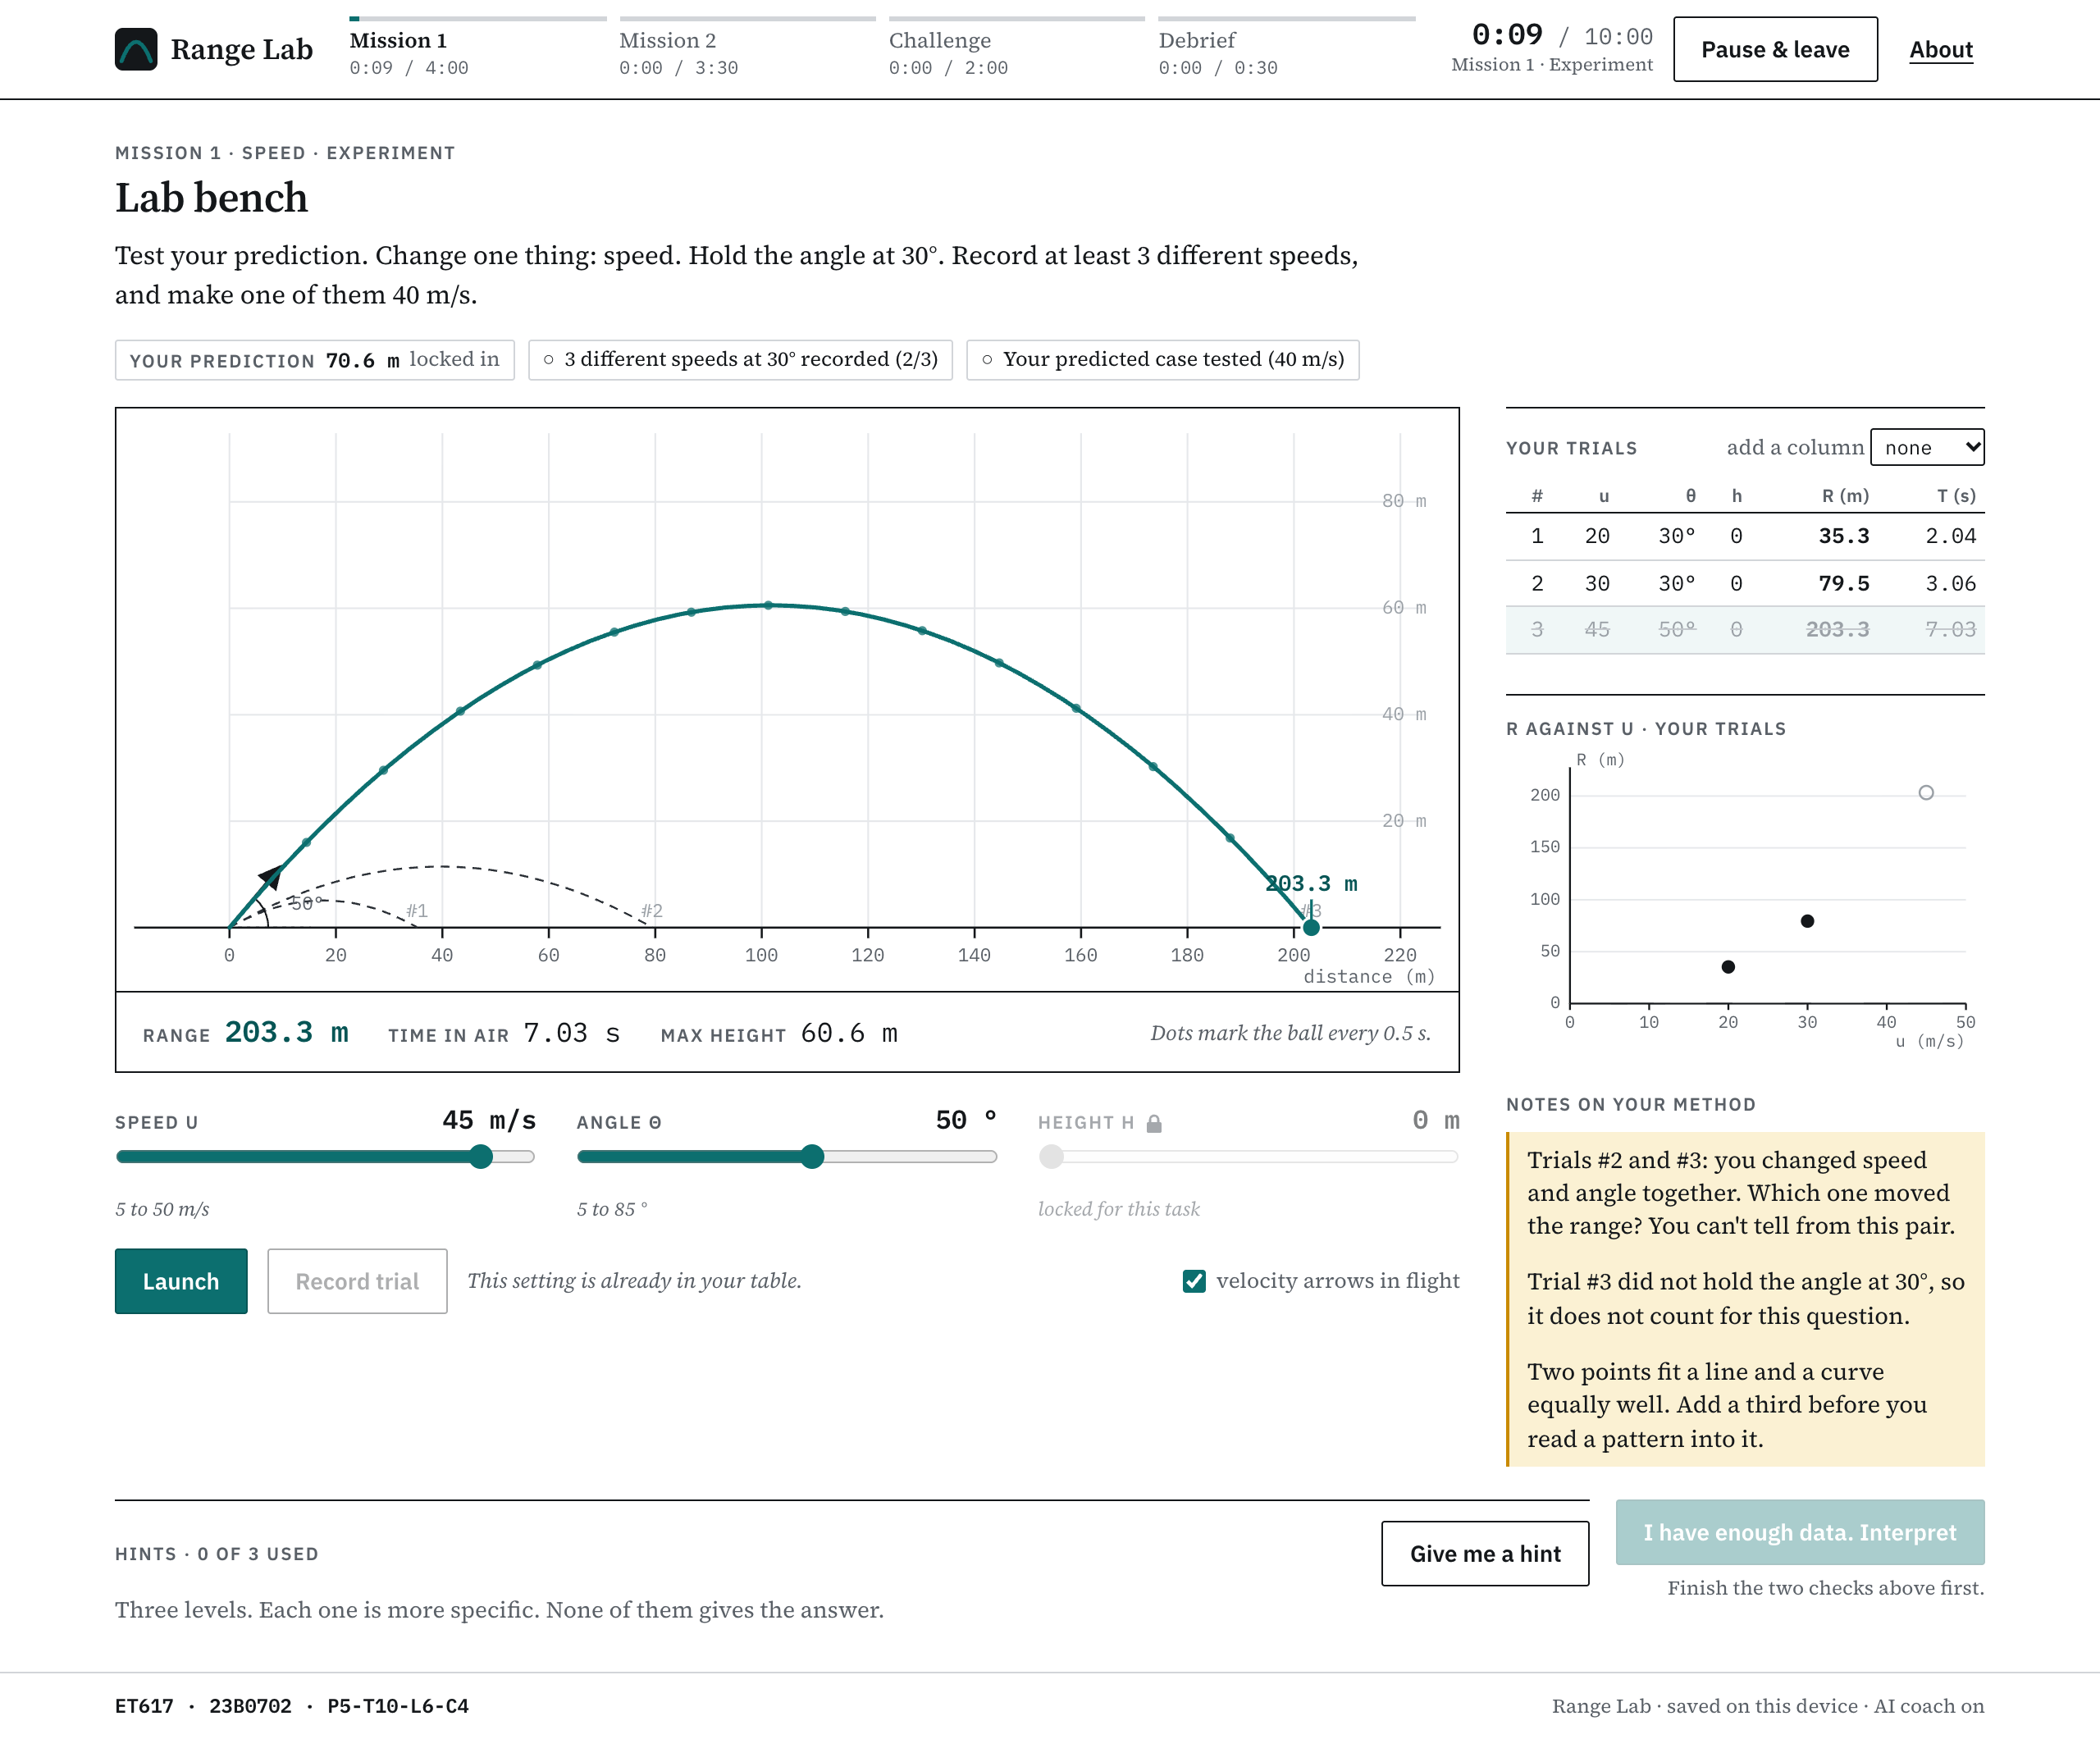 Range Lab
Mission 1
0:09 / 4:00
Mission 2
0:00 / 3:30
Challenge
0:00 / 2:00
Debrief
0:00 / 0:30
0:09 / 10:00
Mission 1 · Experiment
Pause & leave
About
MISSION 1 · SPEED · EXPERIMENT
Lab bench
Test your prediction. Change one thing: speed. Hold the angle at 30°. Record at least 3 different speeds,
and make one of them 40 m/s.
YOUR PREDICTION 70.6 m locked in
○ 3 different speeds at 30° recorded (2/3)
○ Your predicted case tested (40 m/s)
80 m
60 m
40 m
20 m
203.3 m
50°
#1
#2
#3
0 20 40 60 80 100 120 140 160 180 200 220
distance (m)
RANGE 203.3 m TIME IN AIR 7.03 s MAX HEIGHT 60.6 m
Dots mark the ball every 0.5 s.
SPEED U 45 m/s
5 to 50 m/s
ANGLE Θ 50 °
5 to 85 °
HEIGHT H 0 m
locked for this task
Launch
Record trial
This setting is already in your table.
velocity arrows in flight
YOUR TRIALS
add a column none
# u θ h R (m) T (s)
1 20 30° 0 35.3 2.04
2 30 30° 0 79.5 3.06
3 45 50° 0 203.3 7.03
R AGAINST U · YOUR TRIALS
R (m)
200
150
100
50
0
0 10 20 30 40 50
u (m/s)
NOTES ON YOUR METHOD
Trials #2 and #3: you changed speed
and angle together. Which one moved
the range? You can't tell from this pair.
Trial #3 did not hold the angle at 30°, so
it does not count for this question.
Two points fit a line and a curve
equally well. Add a third before you
read a pattern into it.
HINTS · 0 OF 3 USED
Three levels. Each one is more specific. None of them gives the answer.
Give me a hint
I have enough data. Interpret
Finish the two checks above first.
ET617 · 23B0702 · P5-T10-L6-C4
Range Lab · saved on this device · AI coach on